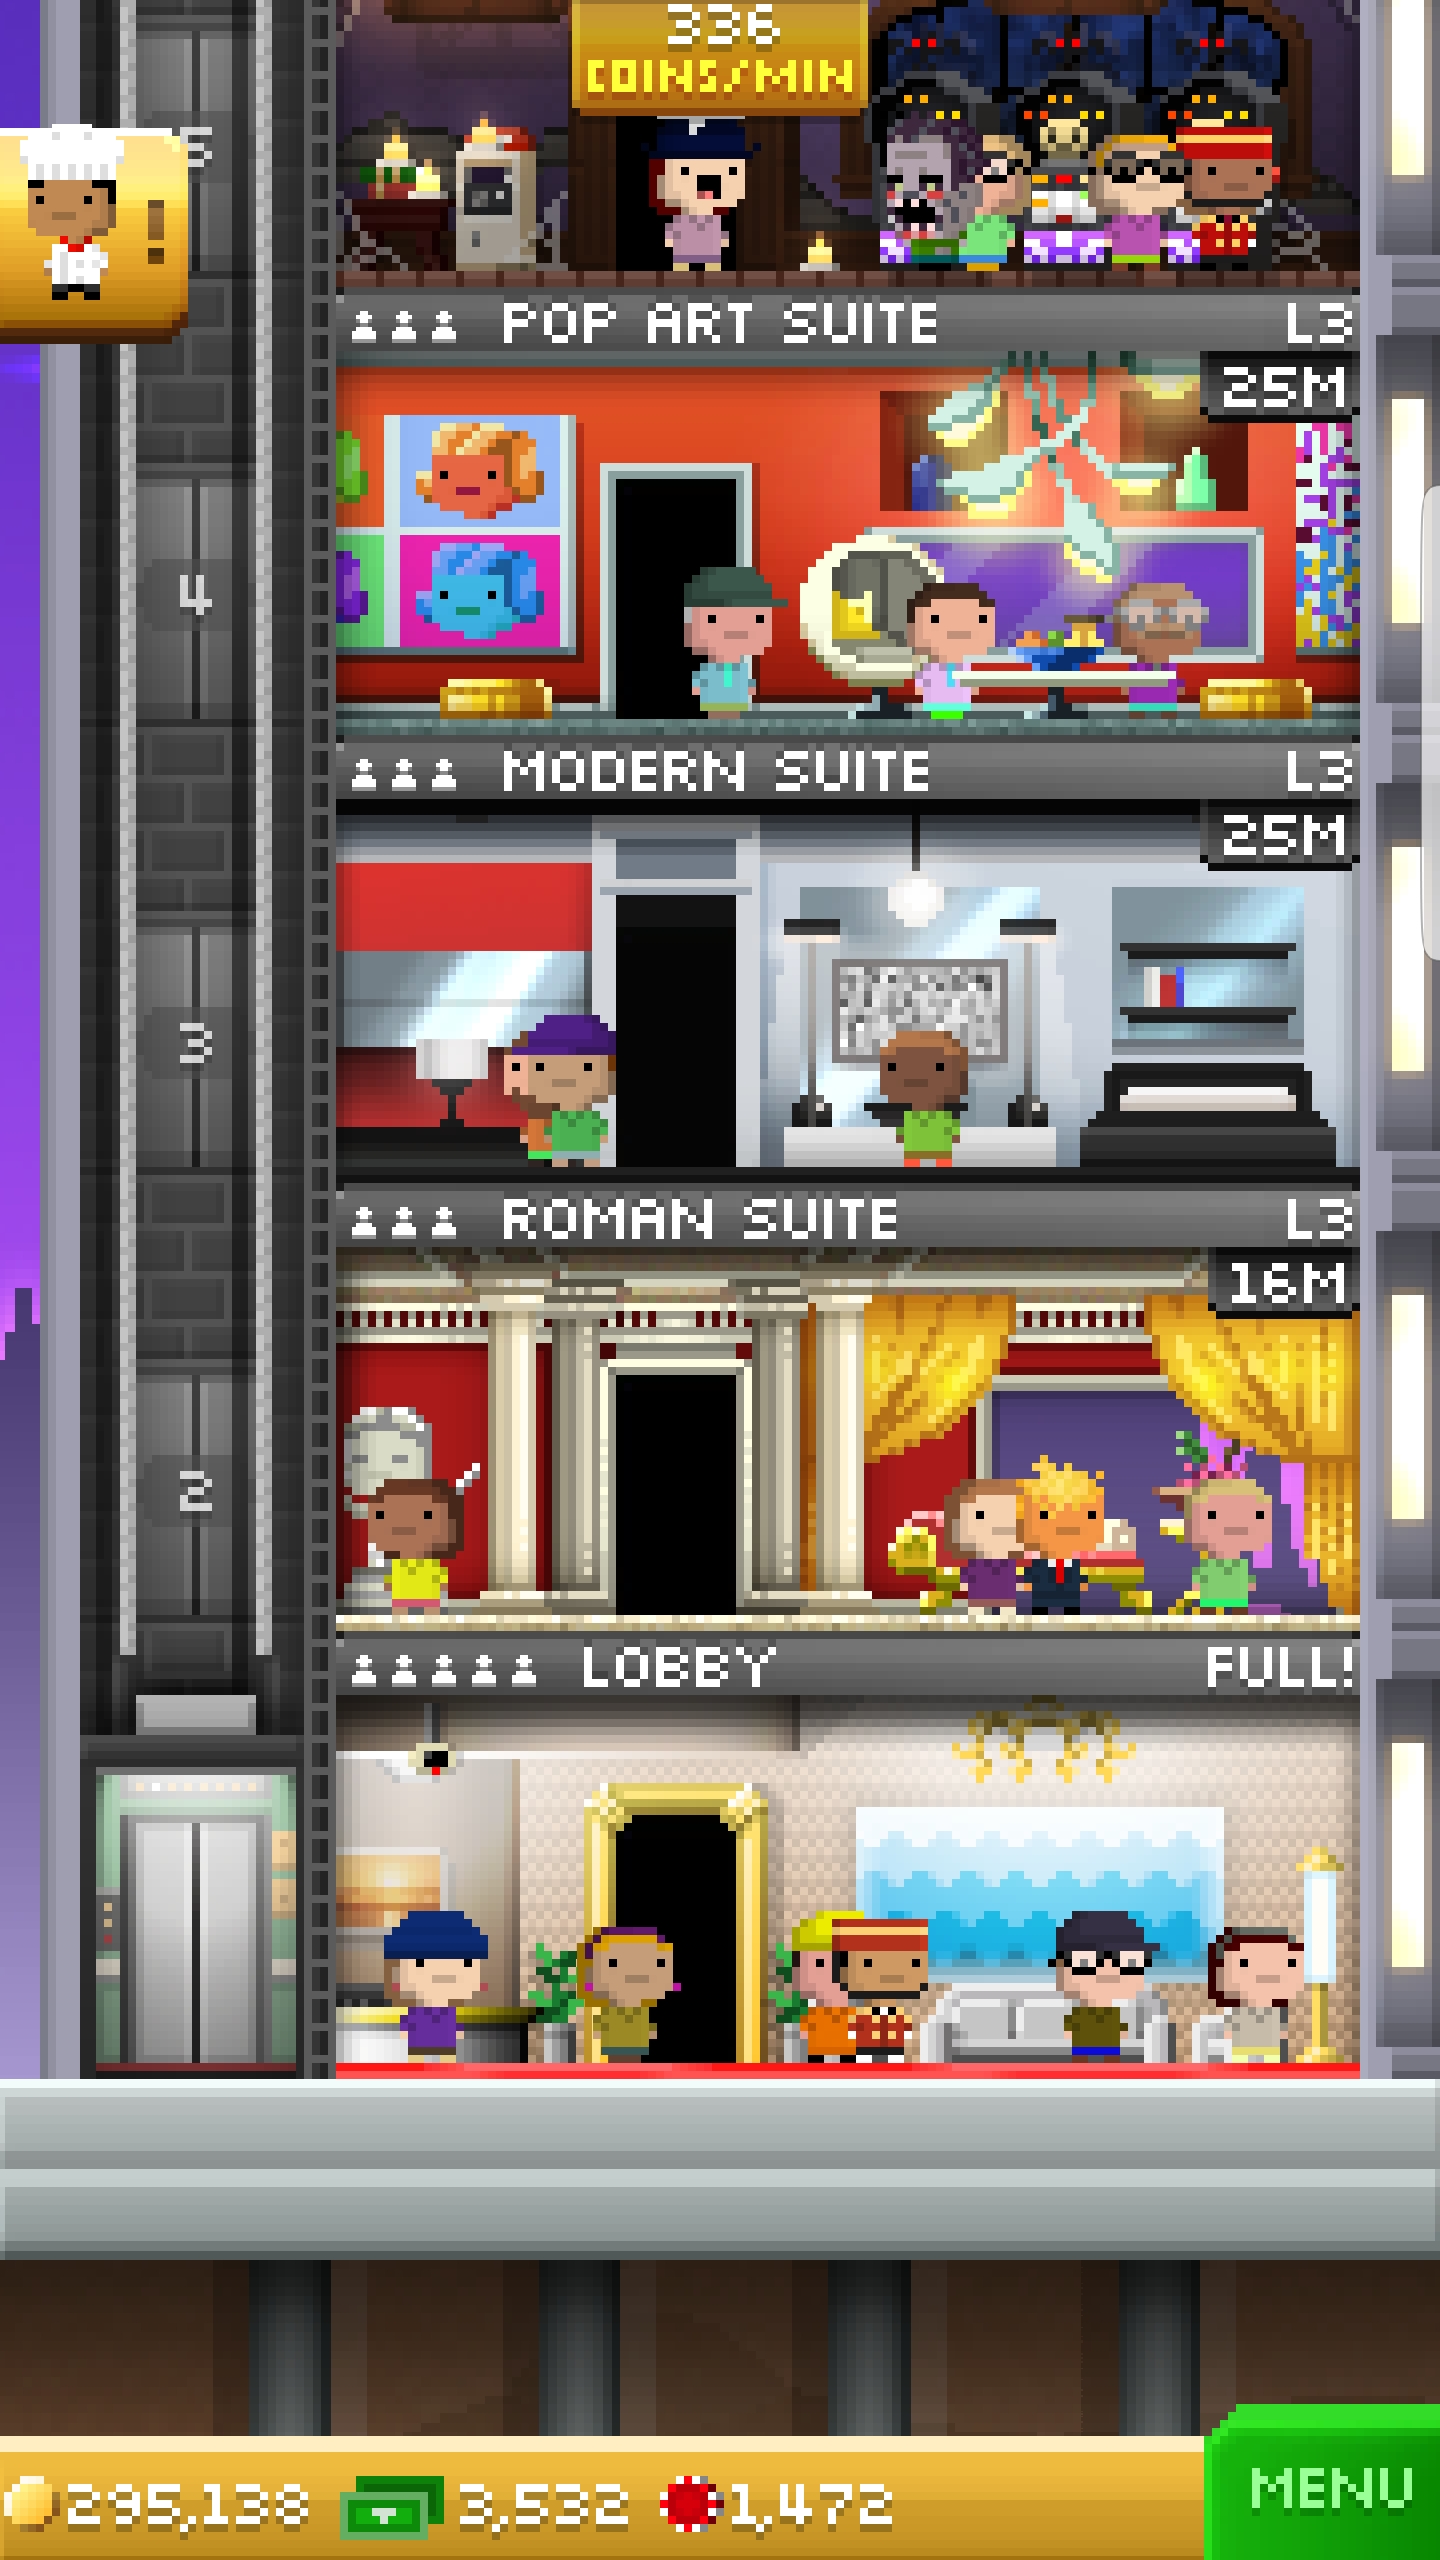 336
COINS/MIN
5
!
POP ART SUITE L3
25M
4
MODERN SUITE L3
25M
3
ROMAN SUITE L3
16M
2
LOBBY FULL!
295,138 3,532 1,472
MENU